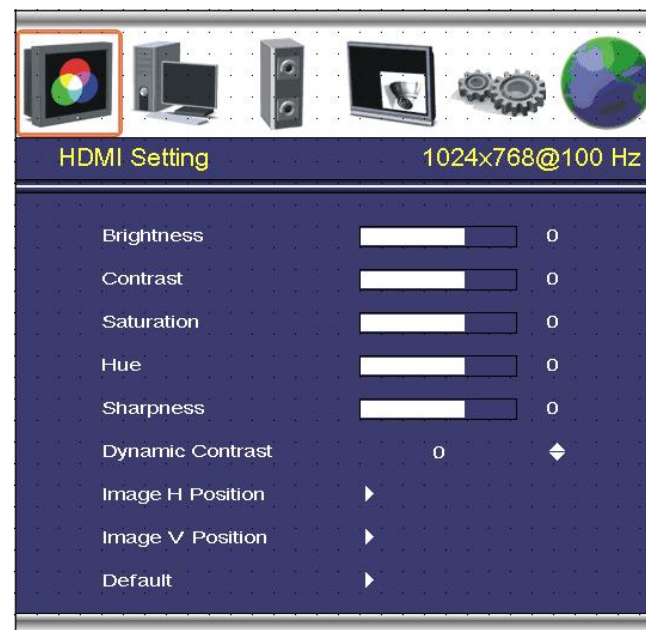 HDMI Setting 1024x768@100 Hz
Brightness 0
Contrast 0
Saturation 0
Hue 0
Sharpness 0
Dynamic Contrast 0
Image H Position
Image V Position
Default